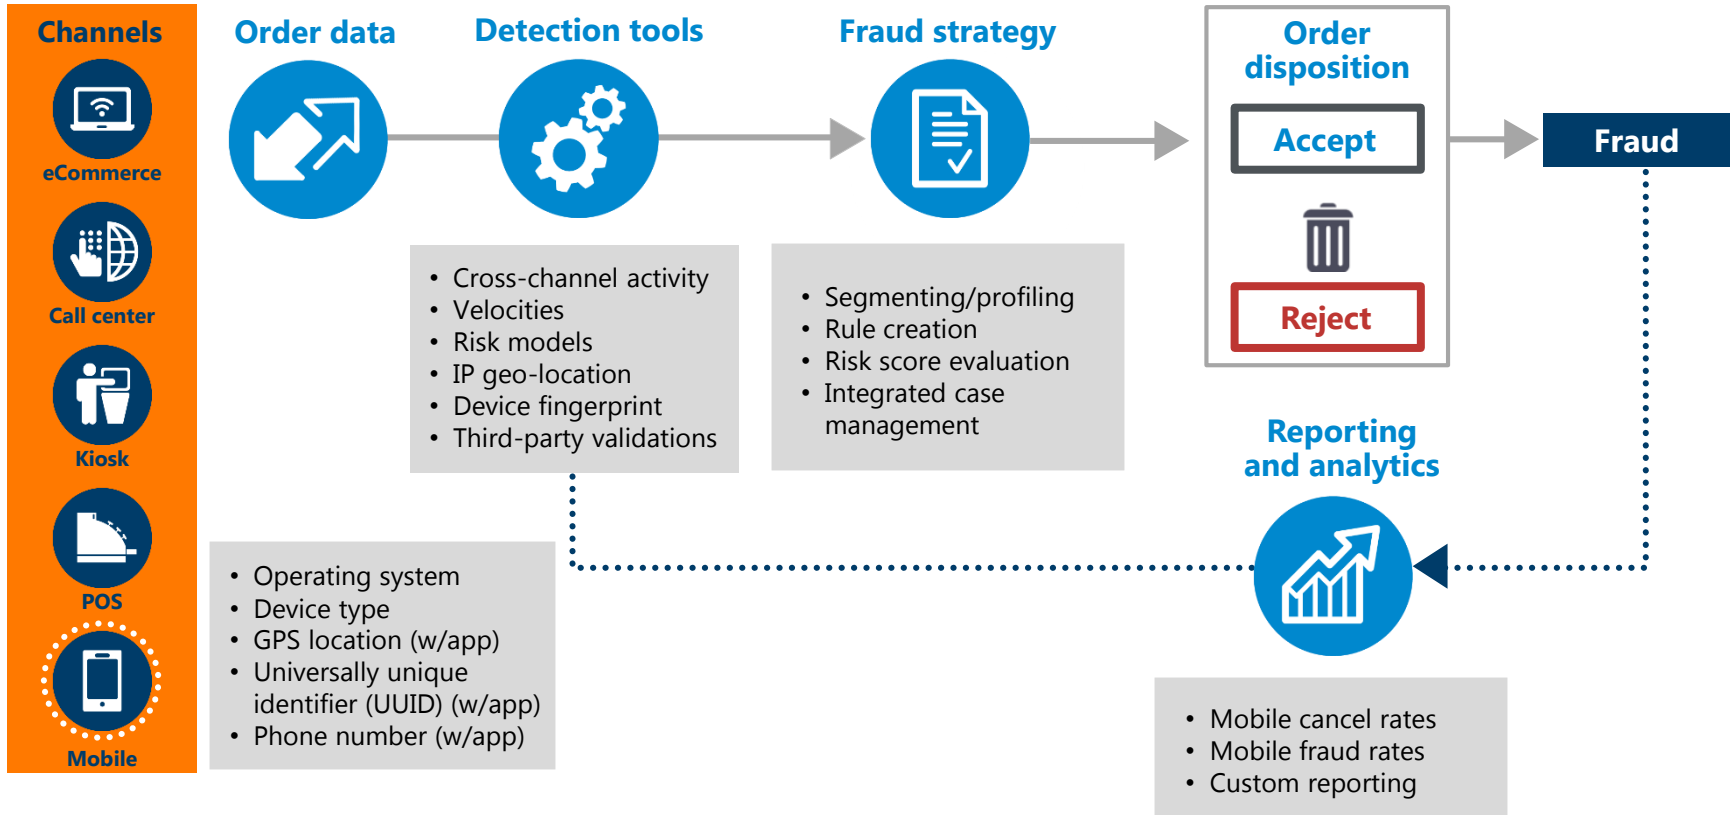 Channels
eCommerce
Call center
Kiosk
POS
Mobile
Order data
Detection tools
Fraud strategy
Order
disposition
Accept
Reject
Fraud
• Cross-channel activity
• Velocities
• Risk models
• IP geo-location
• Device fingerprint
• Third-party validations
• Segmenting/profiling
• Rule creation
• Risk score evaluation
• Integrated case
management
Reporting
and analytics
• Operating system
• Device type
• GPS location (w/app)
• Universally unique
identifier (UUID) (w/app)
• Phone number (w/app)
• Mobile cancel rates
• Mobile fraud rates
• Custom reporting